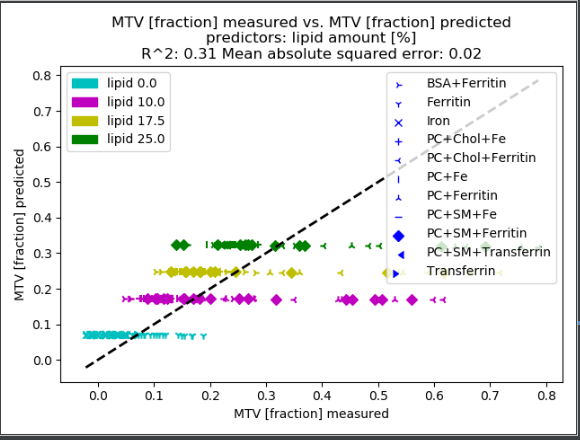 MTV [fraction] measured vs. MTV [fraction] predicted
predictors: lipid amount [%]
R^2: 0.31 Mean absolute squared error: 0.02
MTV [fraction] predicted
0.8
0.7
0.6
0.5
0.4
0.3
0.2
0.1
0.0
lipid 0.0
lipid 10.0
lipid 17.5
lipid 25.0
BSA+Ferritin
Ferritin
Iron
PC+Chol+Fe
PC+Chol+Ferritin
PC+Fe
PC+Ferritin
PC+SM+Fe
PC+SM+Ferritin
PC+SM+Transferrin
Transferrin
0.0 0.1 0.2 0.3 0.4 0.5 0.6 0.7 0.8
MTV [fraction] measured